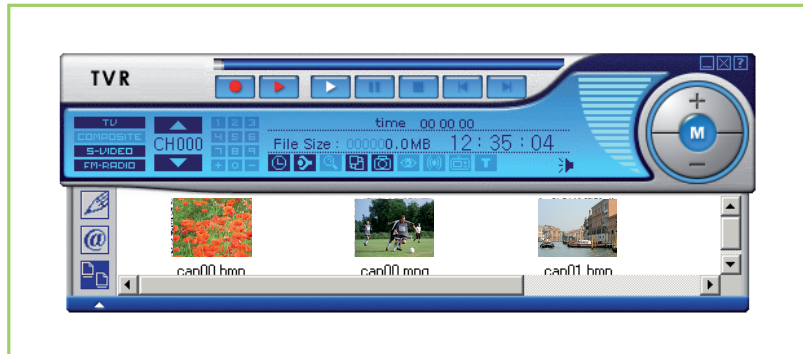 TVR
?
+
M
−
TV
COMPOSITE
S-VIDEO
FM-RADIO
CH000
1 2 3
4 5 6
7 8 9
+ 0 −
time 00 00 00
File Size : 000000.0MB 12 : 35 : 04
T
@
cap00.bmp cap00.mpg cap01.bmp